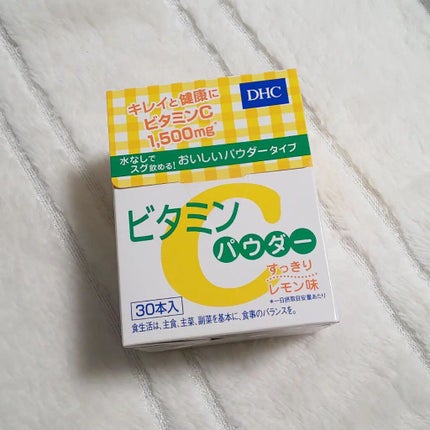 DHC
キレイと健康に
ビタミンC
1,500mg*
水なしで
スグ飲める!
おいしいパウダータイプ
C
ビタミン
パウダー
すっきり
レモン味
*一日摂取目安量あたり
30本入
食生活は、主食、主菜、副菜を基本に、食事のバランスを。